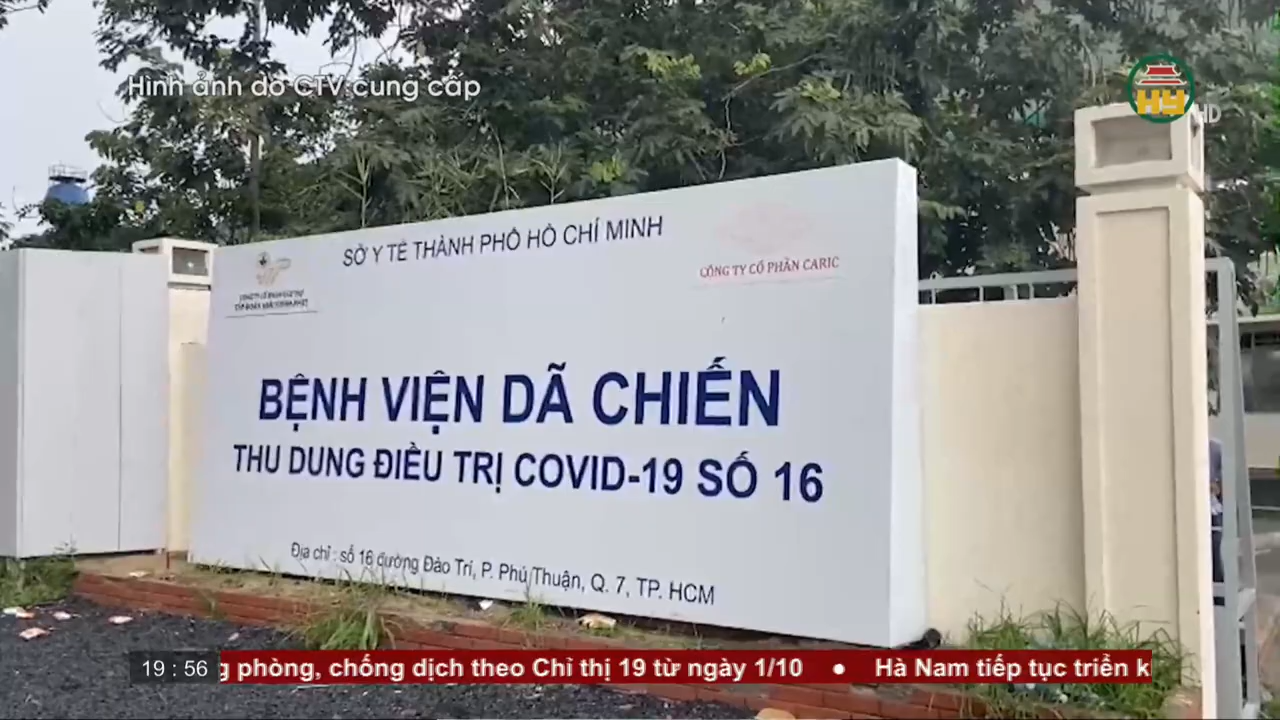 Hình ảnh do CTV cung cấp
HY
HD
SỞ Y TẾ THÀNH PHỐ HỒ CHÍ MINH
CÔNG TY CỔ PHẦN CARIC
BỆNH VIỆN DÃ CHIẾN
THU DUNG ĐIỀU TRỊ COVID-19 SỐ 16
Địa chỉ : số 16 đường Đào Trí, P. Phú Thuận, Q. 7, TP. HCM
19 : 56 g phòng, chống dịch theo Chỉ thị 19 từ ngày 1/10 ● Hà Nam tiếp tục triển k